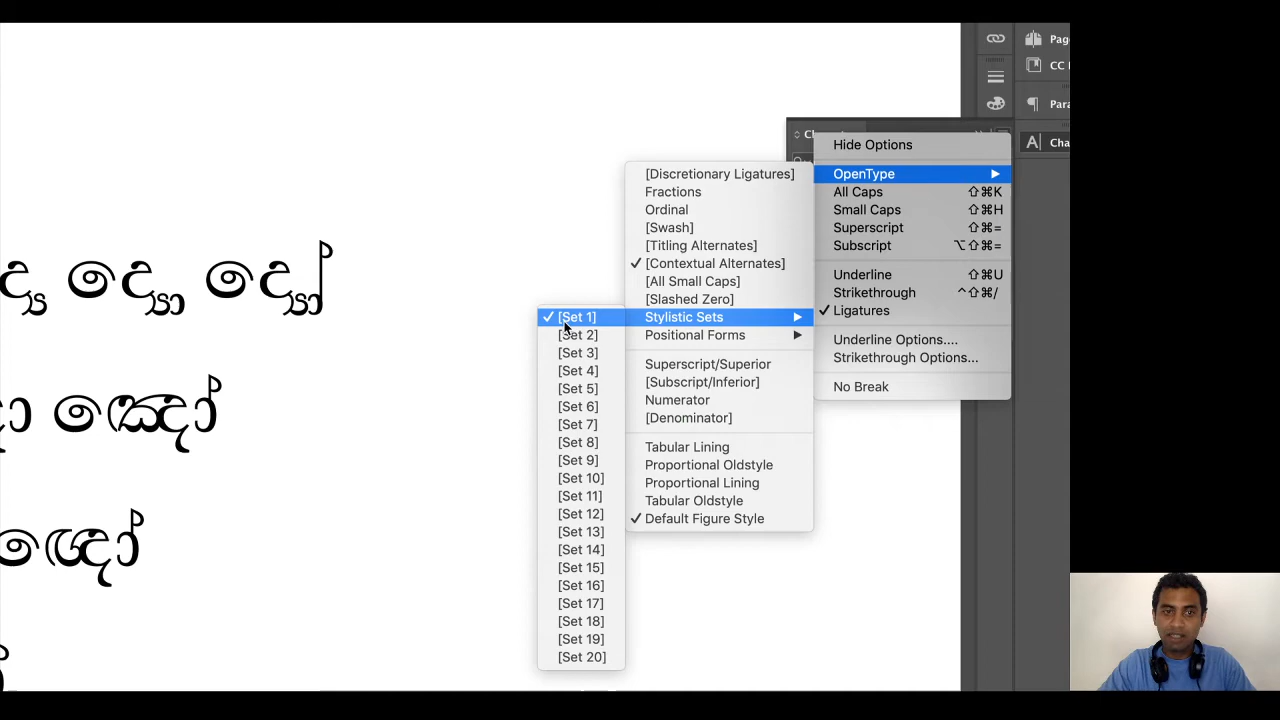 Pag
CC
Para
Cha
Hide Options
OpenType
All Caps ⇧⌘K
Small Caps ⇧⌘H
Superscript ⇧⌘=
Subscript ⌥⇧⌘=
Underline ⇧⌘U
Strikethrough ^⇧⌘/
✓ Ligatures
Underline Options....
Strikethrough Options...
No Break
[Discretionary Ligatures]
Fractions
Ordinal
[Swash]
[Titling Alternates]
✓ [Contextual Alternates]
[All Small Caps]
[Slashed Zero]
Stylistic Sets
Positional Forms
Superscript/Superior
[Subscript/Inferior]
Numerator
[Denominator]
Tabular Lining
Proportional Oldstyle
Proportional Lining
Tabular Oldstyle
✓ Default Figure Style
✓ [Set 1]
[Set 2]
[Set 3]
[Set 4]
[Set 5]
[Set 6]
[Set 7]
[Set 8]
[Set 9]
[Set 10]
[Set 11]
[Set 12]
[Set 13]
[Set 14]
[Set 15]
[Set 16]
[Set 17]
[Set 18]
[Set 19]
[Set 20]